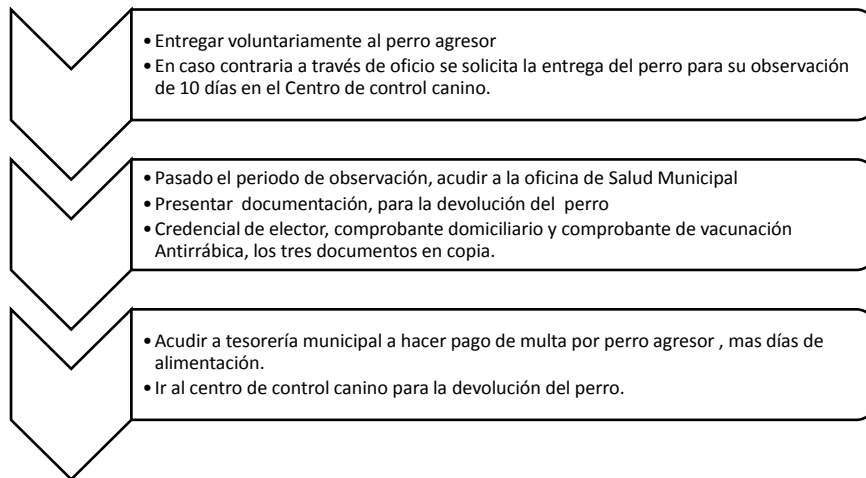 • Entregar voluntariamente al perro agresor
• En caso contraria a través de oficio se solicita la entrega del perro para su observación
de 10 días en el Centro de control canino.
• Pasado el periodo de observación, acudir a la oficina de Salud Municipal
• Presentar documentación, para la devolución del perro
• Credencial de elector, comprobante domiciliario y comprobante de vacunación
Antirrábica, los tres documentos en copia.
• Acudir a tesorería municipal a hacer pago de multa por perro agresor , mas días de
alimentación.
• Ir al centro de control canino para la devolución del perro.